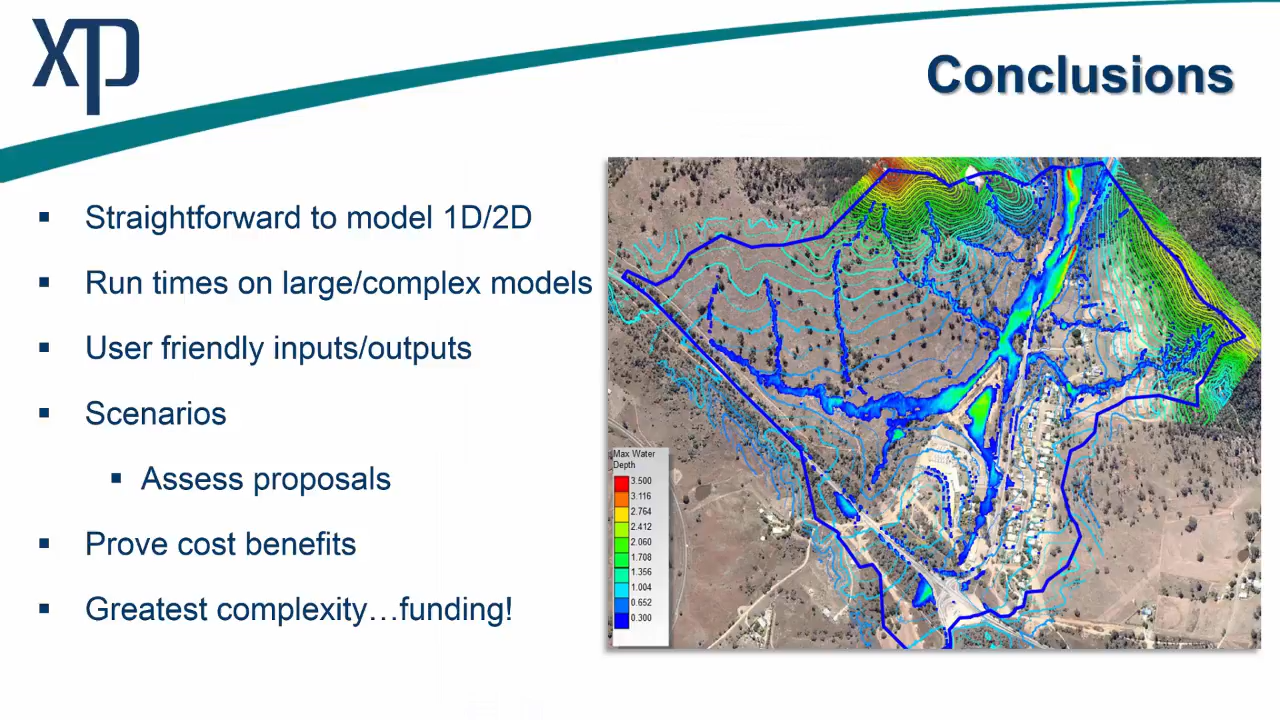 xp
Conclusions
▪ Straightforward to model 1D/2D
▪ Run times on large/complex models
▪ User friendly inputs/outputs
▪ Scenarios
▪ Assess proposals
▪ Prove cost benefits
▪ Greatest complexity…funding!
Max Water
Depth
3.500
3.116
2.764
2.412
2.060
1.708
1.356
1.004
0.652
0.300